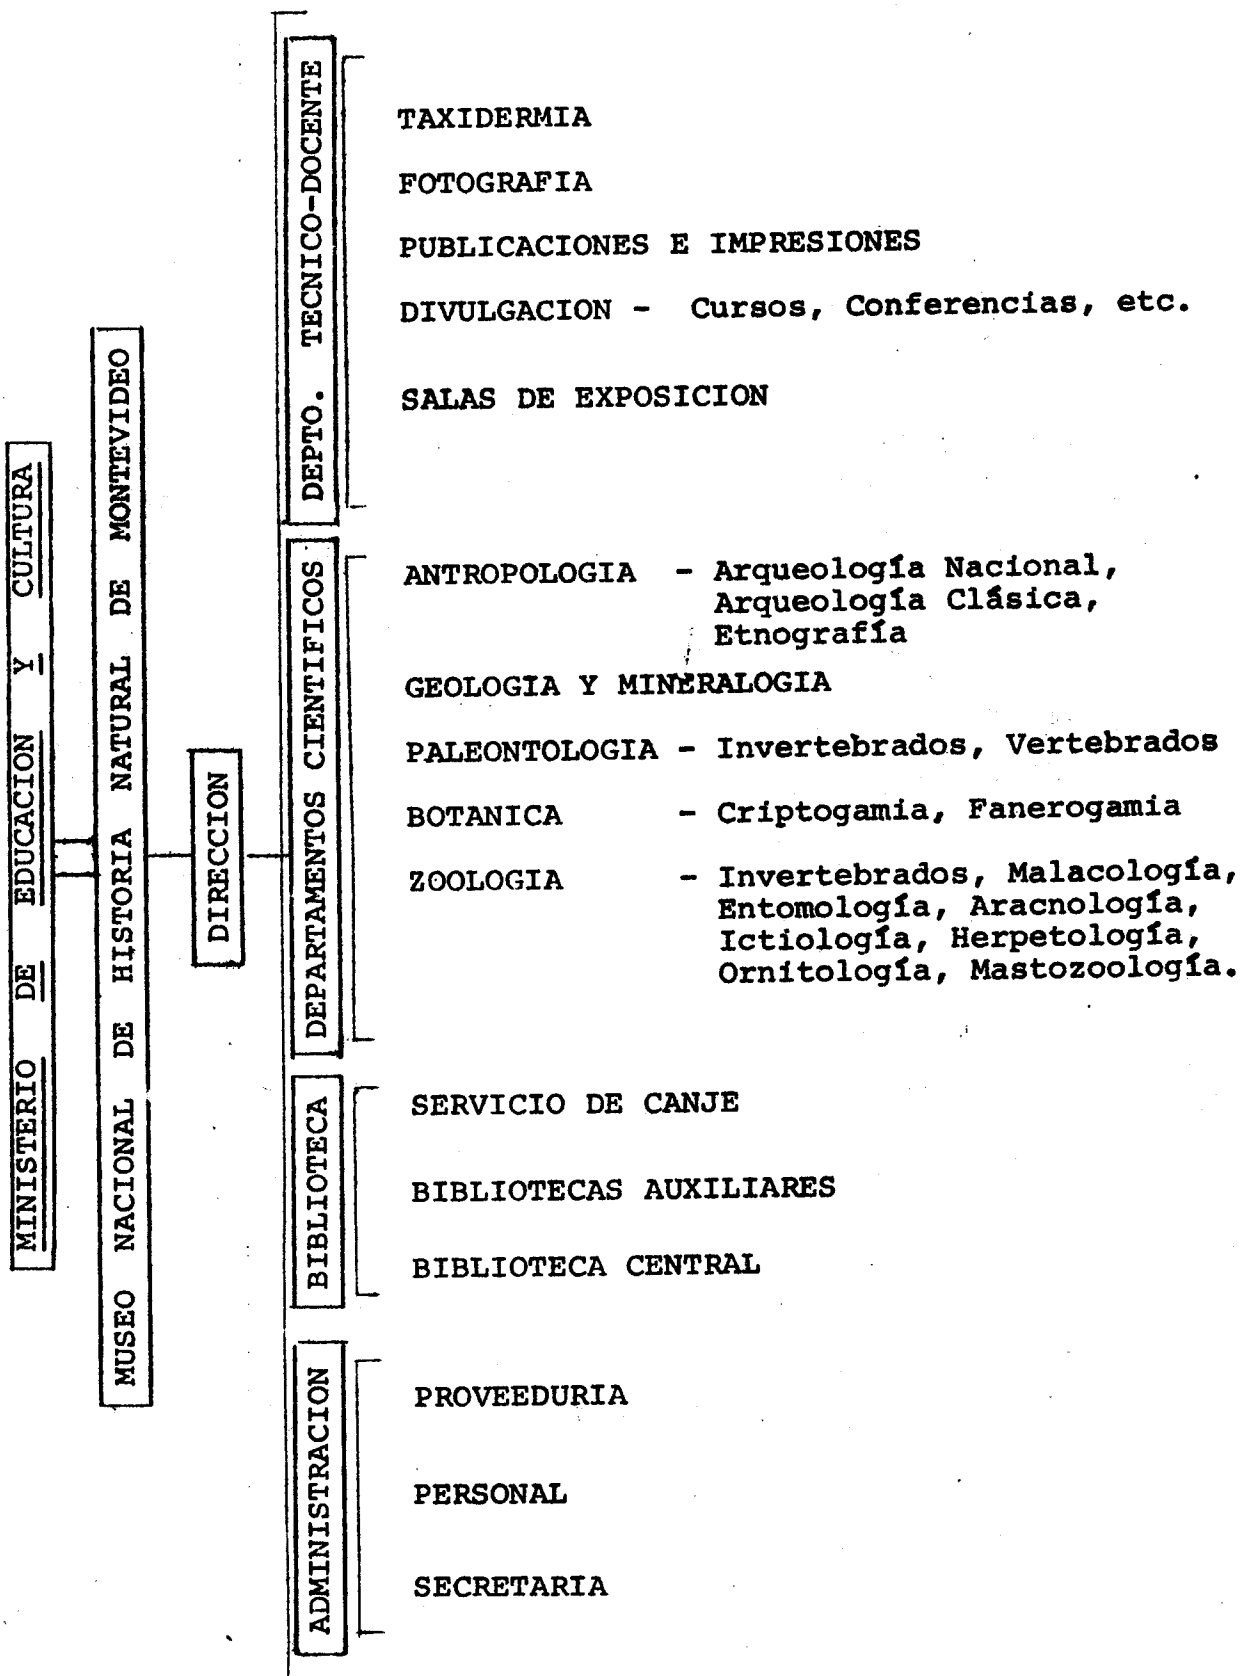 MINISTERIO DE EDUCACION Y CULTURA
MUSEO NACIONAL DE HISTORIA NATURAL DE MONTEVIDEO
DIRECCION
DEPTO. TECNICO-DOCENTE
TAXIDERMIA
FOTOGRAFIA
PUBLICACIONES E IMPRESIONES
DIVULGACION - Cursos, Conferencias, etc.
SALAS DE EXPOSICION
DEPARTAMENTOS CIENTIFICOS
ANTROPOLOGIA - Arqueología Nacional,
Arqueología Clásica,
Etnografía
GEOLOGIA Y MINERALOGIA
PALEONTOLOGIA - Invertebrados, Vertebrados
BOTANICA - Criptogamia, Fanerogamia
ZOOLOGIA - Invertebrados, Malacología,
Entomología, Aracnología,
Ictiología, Herpetología,
Ornitología, Mastozoología.
BIBLIOTECA
SERVICIO DE CANJE
BIBLIOTECAS AUXILIARES
BIBLIOTECA CENTRAL
ADMINISTRACION
PROVEEDURIA
PERSONAL
SECRETARIA